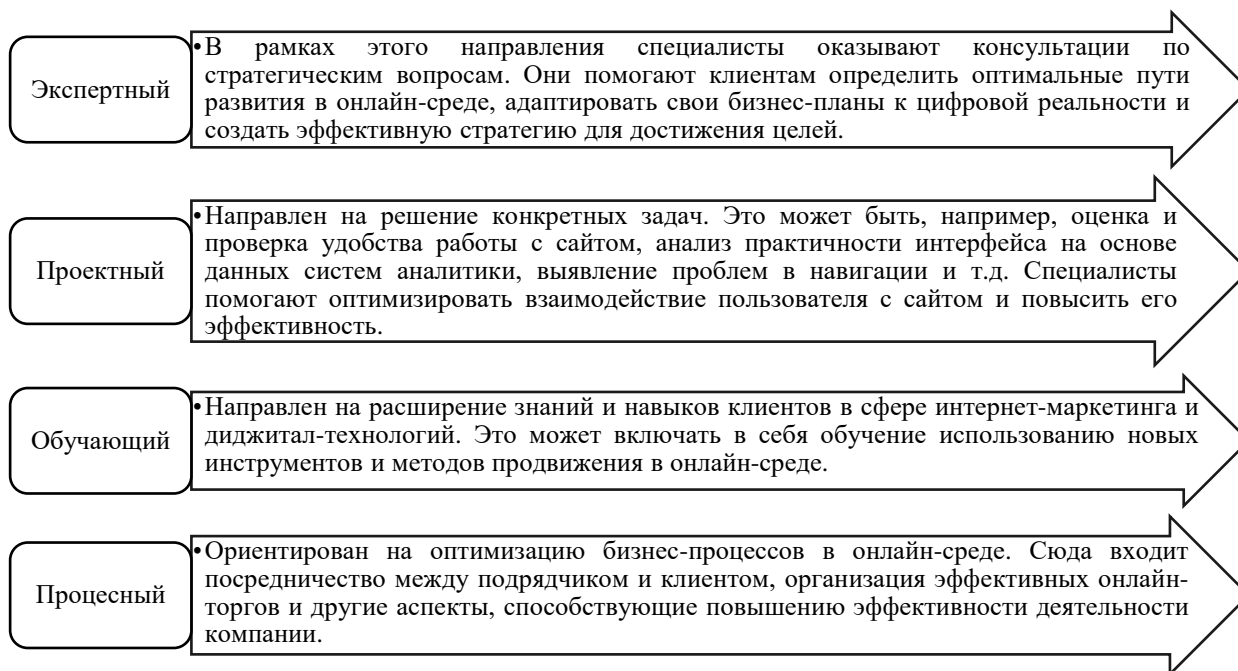 Экспертный
•В рамках этого направления специалисты оказывают консультации по
стратегическим вопросам. Они помогают клиентам определить оптимальные пути
развития в онлайн-среде, адаптировать свои бизнес-планы к цифровой реальности и
создать эффективную стратегию для достижения целей.
Проектный
•Направлен на решение конкретных задач. Это может быть, например, оценка и
проверка удобства работы с сайтом, анализ практичности интерфейса на основе
данных систем аналитики, выявление проблем в навигации и т.д. Специалисты
помогают оптимизировать взаимодействие пользователя с сайтом и повысить его
эффективность.
Обучающий
•Направлен на расширение знаний и навыков клиентов в сфере интернет-маркетинга и
диджитал-технологий. Это может включать в себя обучение использованию новых
инструментов и методов продвижения в онлайн-среде.
Процесный
•Ориентирован на оптимизацию бизнес-процессов в онлайн-среде. Сюда входит
посредничество между подрядчиком и клиентом, организация эффективных онлайн-
торгов и другие аспекты, способствующие повышению эффективности деятельности
компании.